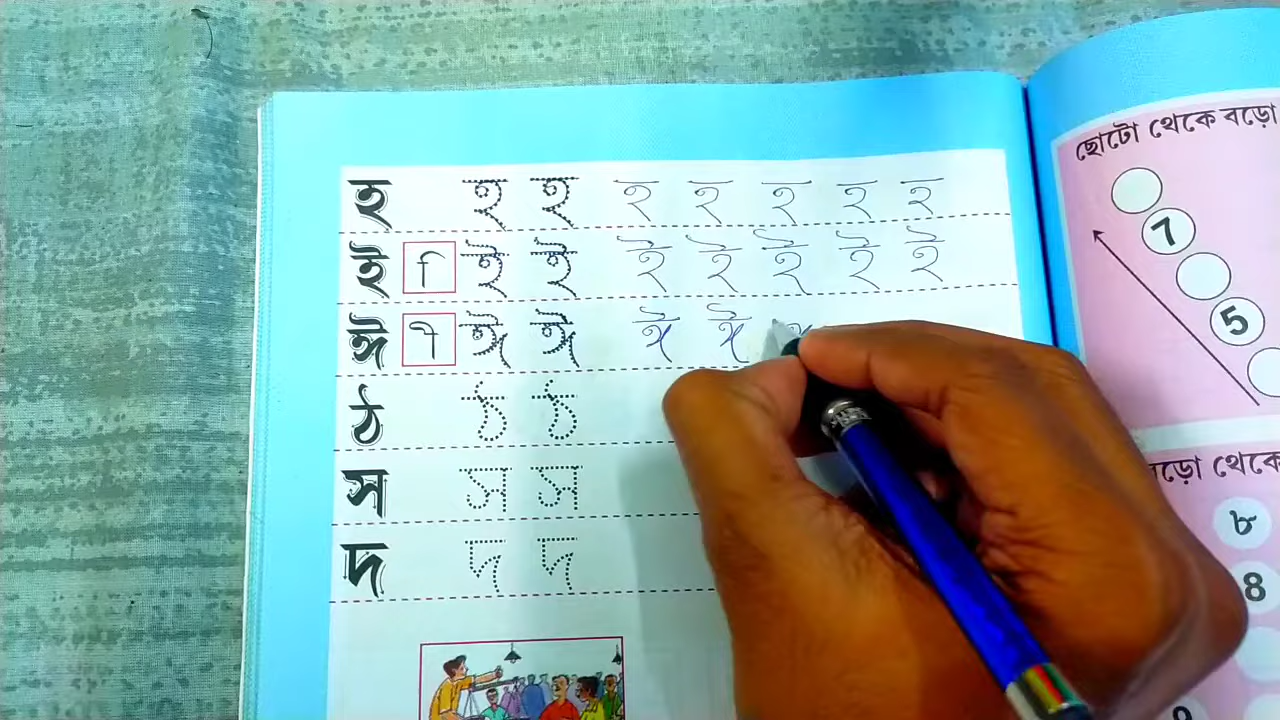 হ হ হ হ হ হ হ হ
ই ি ই ই ই ই ই ই ই
ঈ ী ঈ ঈ ঈ ঈ
ঠ ঠ ঠ
স স স
দ দ দ
ছোটো থেকে বড়ো
7
5
বড়ো থেকে
৮
8